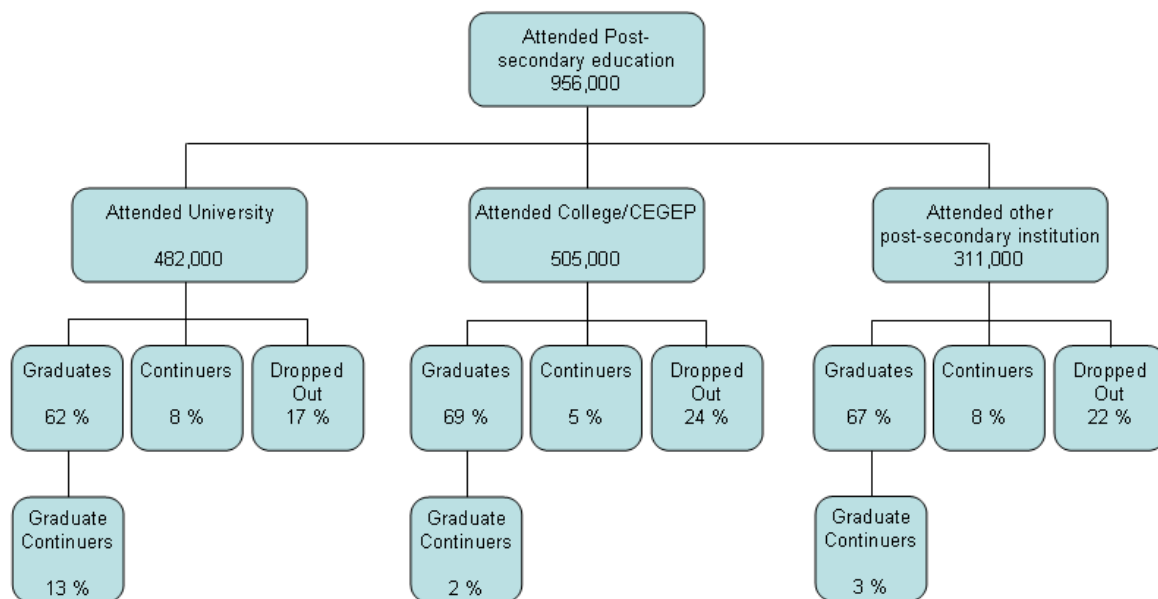 Attended Post-
secondary education
956,000
Attended University
482,000
Attended College/CEGEP
505,000
Attended other
post-secondary institution
311,000
Graduates
62 %
Continuers
8 %
Dropped
Out
17 %
Graduates
69 %
Continuers
5 %
Dropped
Out
24 %
Graduates
67 %
Continuers
8 %
Dropped
Out
22 %
Graduate
Continuers
13 %
Graduate
Continuers
2 %
Graduate
Continuers
3 %